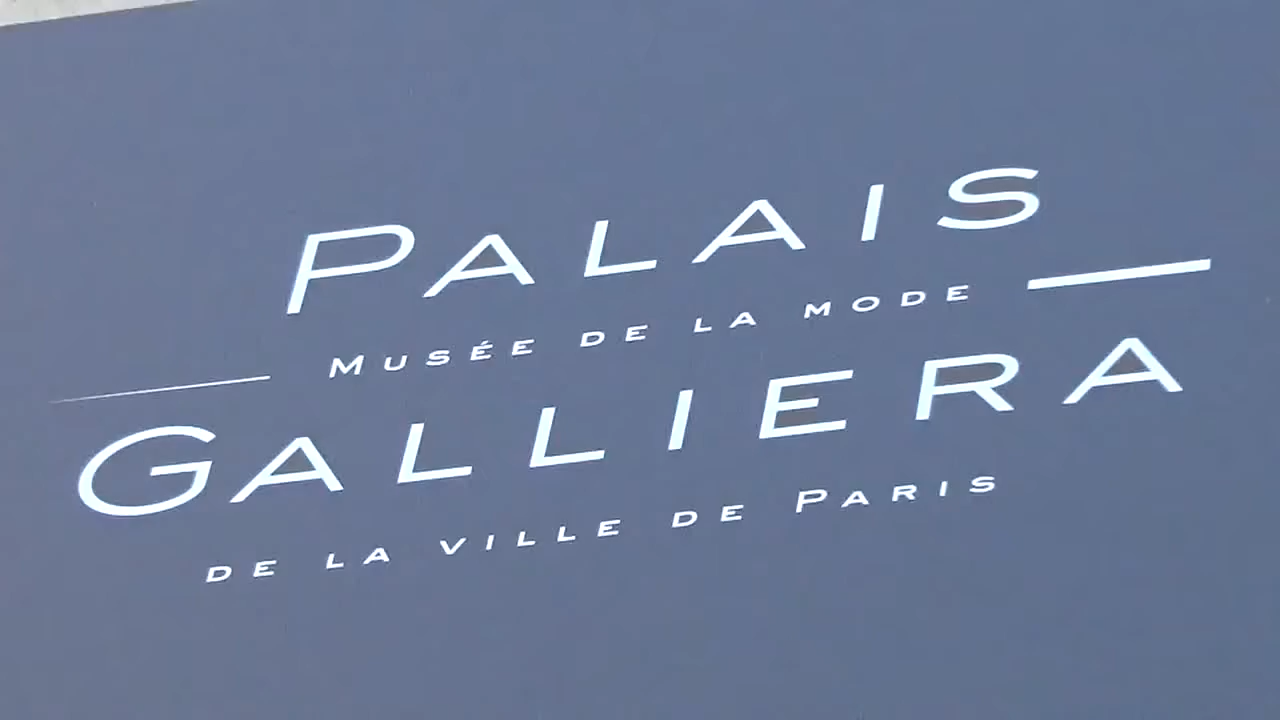 PALAIS
MUSÉE DE LA MODE
GALLIERA
DE LA VILLE DE PARIS